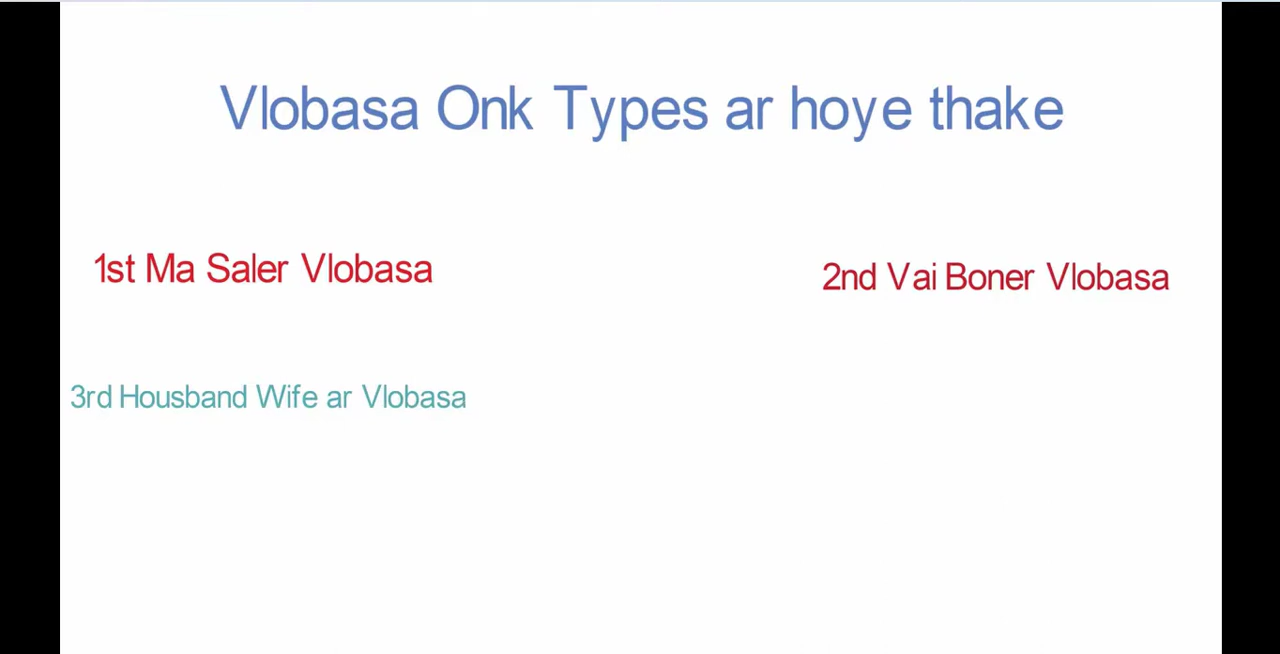 Vlobasa Onk Types ar hoye thake
1st Ma Saler Vlobasa
2nd Vai Boner Vlobasa
3rd Housband Wife ar Vlobasa